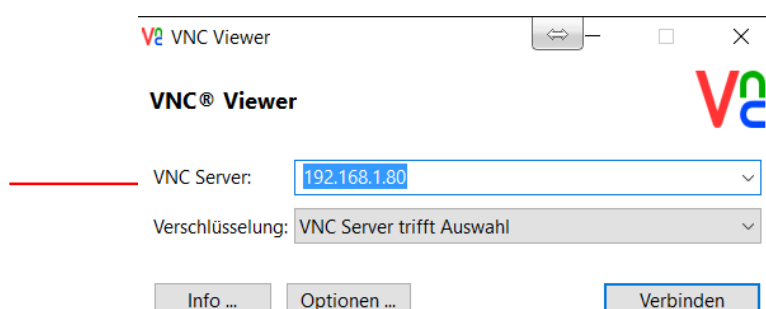 VNC Viewer
VNC® Viewer
VNC Server: 192.168.1.80
Verschlüsselung: VNC Server trifft Auswahl
Info ... Optionen ... Verbinden